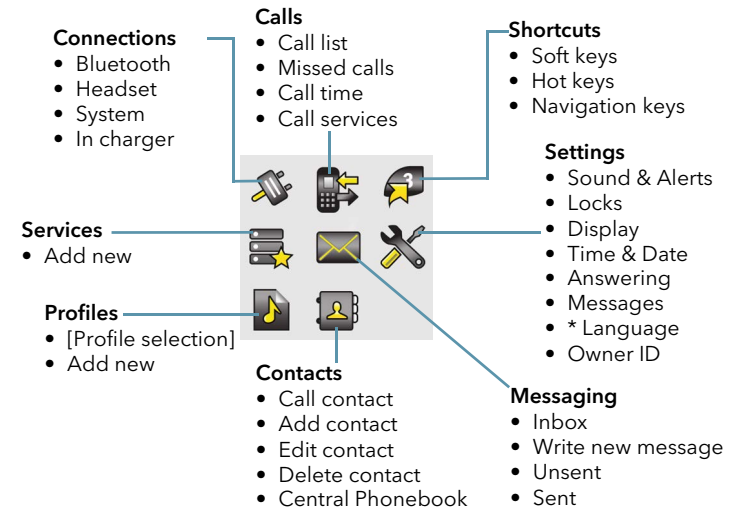 Connections
• Bluetooth
• Headset
• System
• In charger
Calls
• Call list
• Missed calls
• Call time
• Call services
Shortcuts
• Soft keys
• Hot keys
• Navigation keys
3
Settings
• Sound & Alerts
• Locks
• Display
• Time & Date
• Answering
• Messages
• * Language
• Owner ID
Services
• Add new
Profiles
• [Profile selection]
• Add new
Contacts
• Call contact
• Add contact
• Edit contact
• Delete contact
• Central Phonebook
Messaging
• Inbox
• Write new message
• Unsent
• Sent